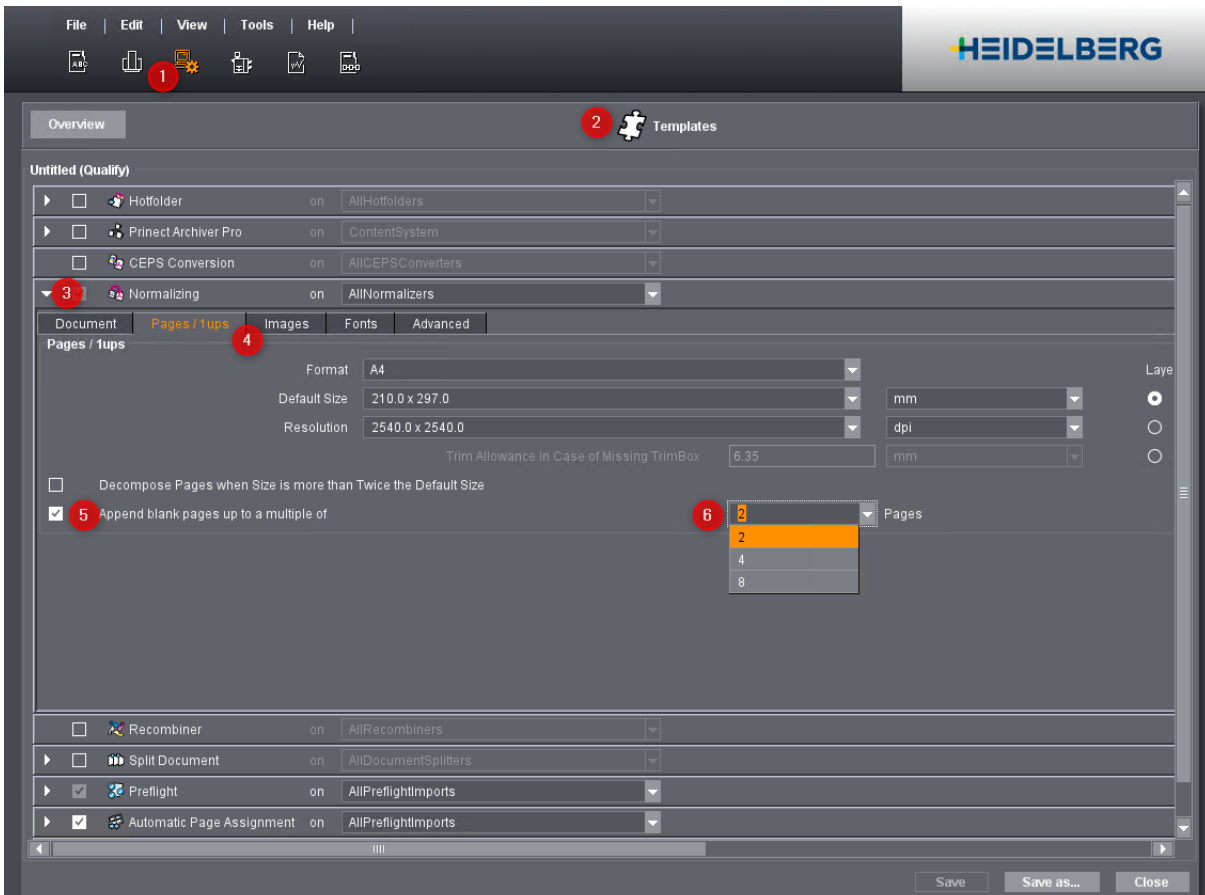 File | Edit | View | Tools | Help |
HEIDELBERG
ABC
1
Overview
2 Templates
Untitled (Qualify)
Hotfolder on AllHotfolders
Prinect Archiver Pro on ContentSystem
CEPS Conversion on AllCEPSConverters
3 Normalizing on AllNormalizers
Document Pages / 1ups Images Fonts Advanced
4
Pages / 1ups
Format A4 Laye
Default Size 210.0 x 297.0 mm
Resolution 2540.0 x 2540.0 dpi
Trim Allowance in Case of Missing TrimBox 6.35 mm
Decompose Pages when Size is more than Twice the Default Size
5 Append blank pages up to a multiple of 6 2 Pages
2
4
8
Recombiner on AllRecombiners
Split Document on AllDocumentSplitters
Preflight on AllPreflightImports
Automatic Page Assignment on AllPreflightImports
Save Save as... Close